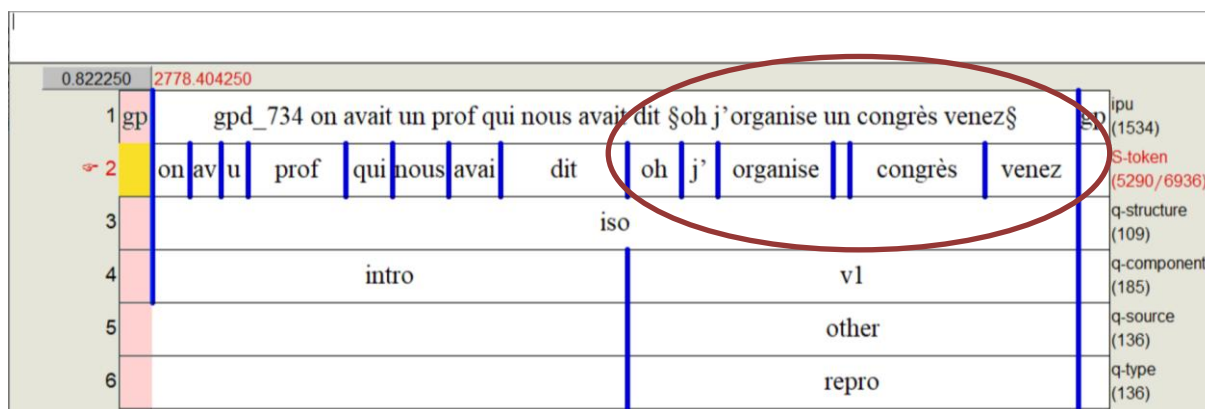 0.822250 2778.404250
1 gp gpd_734 on avait un prof qui nous avait dit §oh j’organise un congrès venez§ gp ipu
(1534)
2 on av u prof qui nous avai dit oh j’ organise congrès venez S-token
(5290/6936)
3 iso q-structure
(109)
4 intro v1 q-component
(185)
5 other q-source
(136)
6 repro q-type
(136)